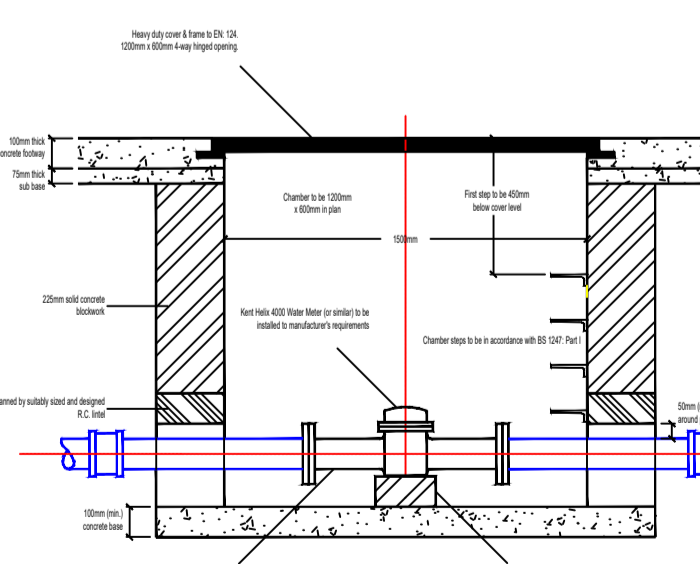 Heavy duty cover & frame to EN: 124.
1200mm x 600mm 4-way hinged opening.
100mm thick
concrete footway
75mm thick
sub base
Chamber to be 1200mm
x 600mm in plan
First step to be 450mm
below cover level
1500mm
225mm solid concrete
blockwork
Kent Helix 4000 Water Meter (or similar) to be
installed to manufacturer's requirements
Chamber steps to be in accordance with BS 1247: Part I
anned by suitably sized and designed
R.C. lintel
50mm (
around
100mm (min.)
concrete base